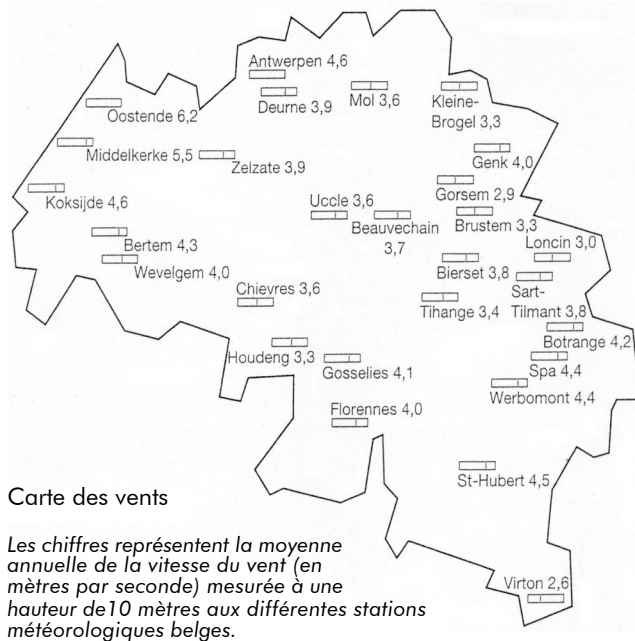 Antwerpen 4,6
Deurne 3,9
Mol 3,6
Kleine-
Brogel 3,3
Oostende 6,2
Middelkerke 5,5
Zelzate 3,9
Genk 4,0
Koksijde 4,6
Uccle 3,6
Gorsem 2,9
Beauvechain
3,7
Brustem 3,3
Bertem 4,3
Wevelgem 4,0
Loncin 3,0
Bierset 3,8
Sart-
Tilmant 3,8
Chievres 3,6
Tihange 3,4
Botrange 4,2
Houdeng 3,3
Gosselies 4,1
Spa 4,4
Werbomont 4,4
Florennes 4,0
St-Hubert 4,5
Virton 2,6
Carte des vents
Les chiffres représentent la moyenne
annuelle de la vitesse du vent (en
mètres par seconde) mesurée à une
hauteur de10 mètres aux différentes stations
météorologiques belges.